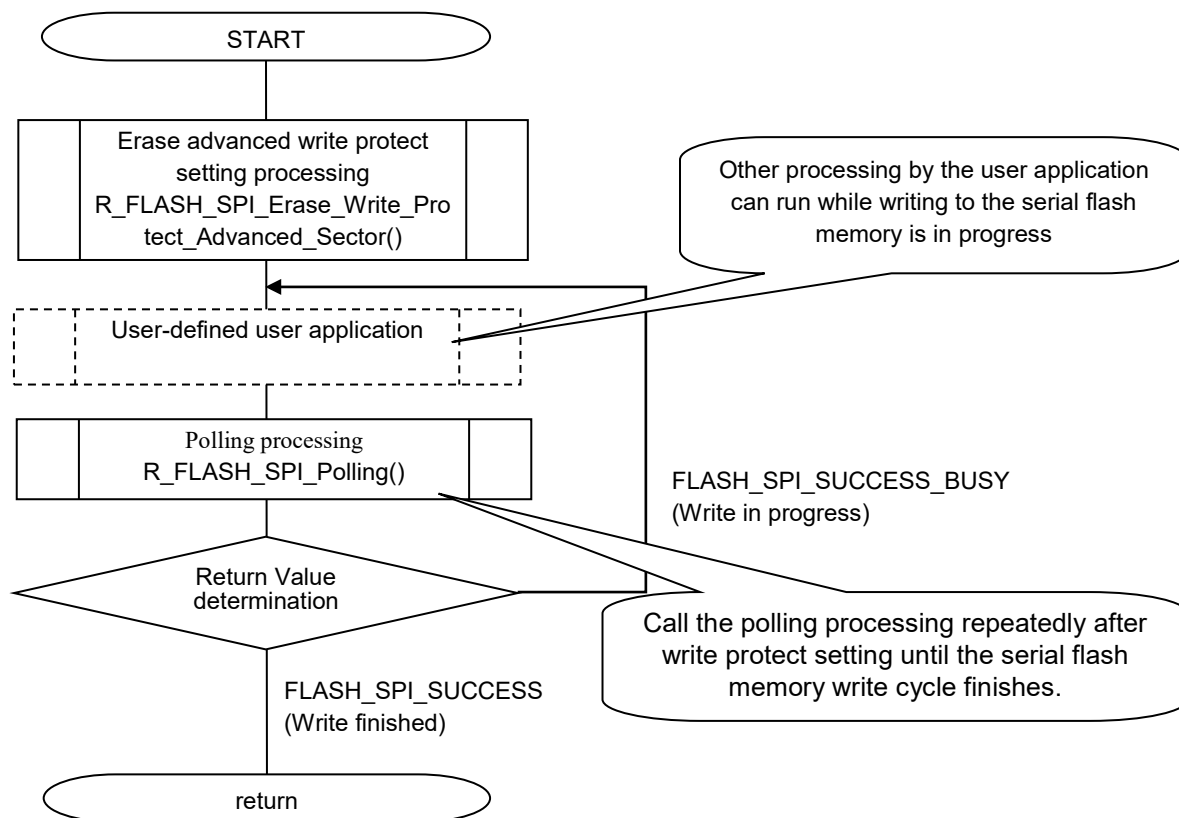 START
Erase advanced write protect
setting processing
R_FLASH_SPI_Erase_Write_Pro
tect_Advanced_Sector()
Other processing by the user application
can run while writing to the serial flash
memory is in progress
User-defined user application
Polling processing
R_FLASH_SPI_Polling()
FLASH_SPI_SUCCESS_BUSY
(Write in progress)
Return Value
determination
Call the polling processing repeatedly after
write protect setting until the serial flash
memory write cycle finishes.
FLASH_SPI_SUCCESS
(Write finished)
return